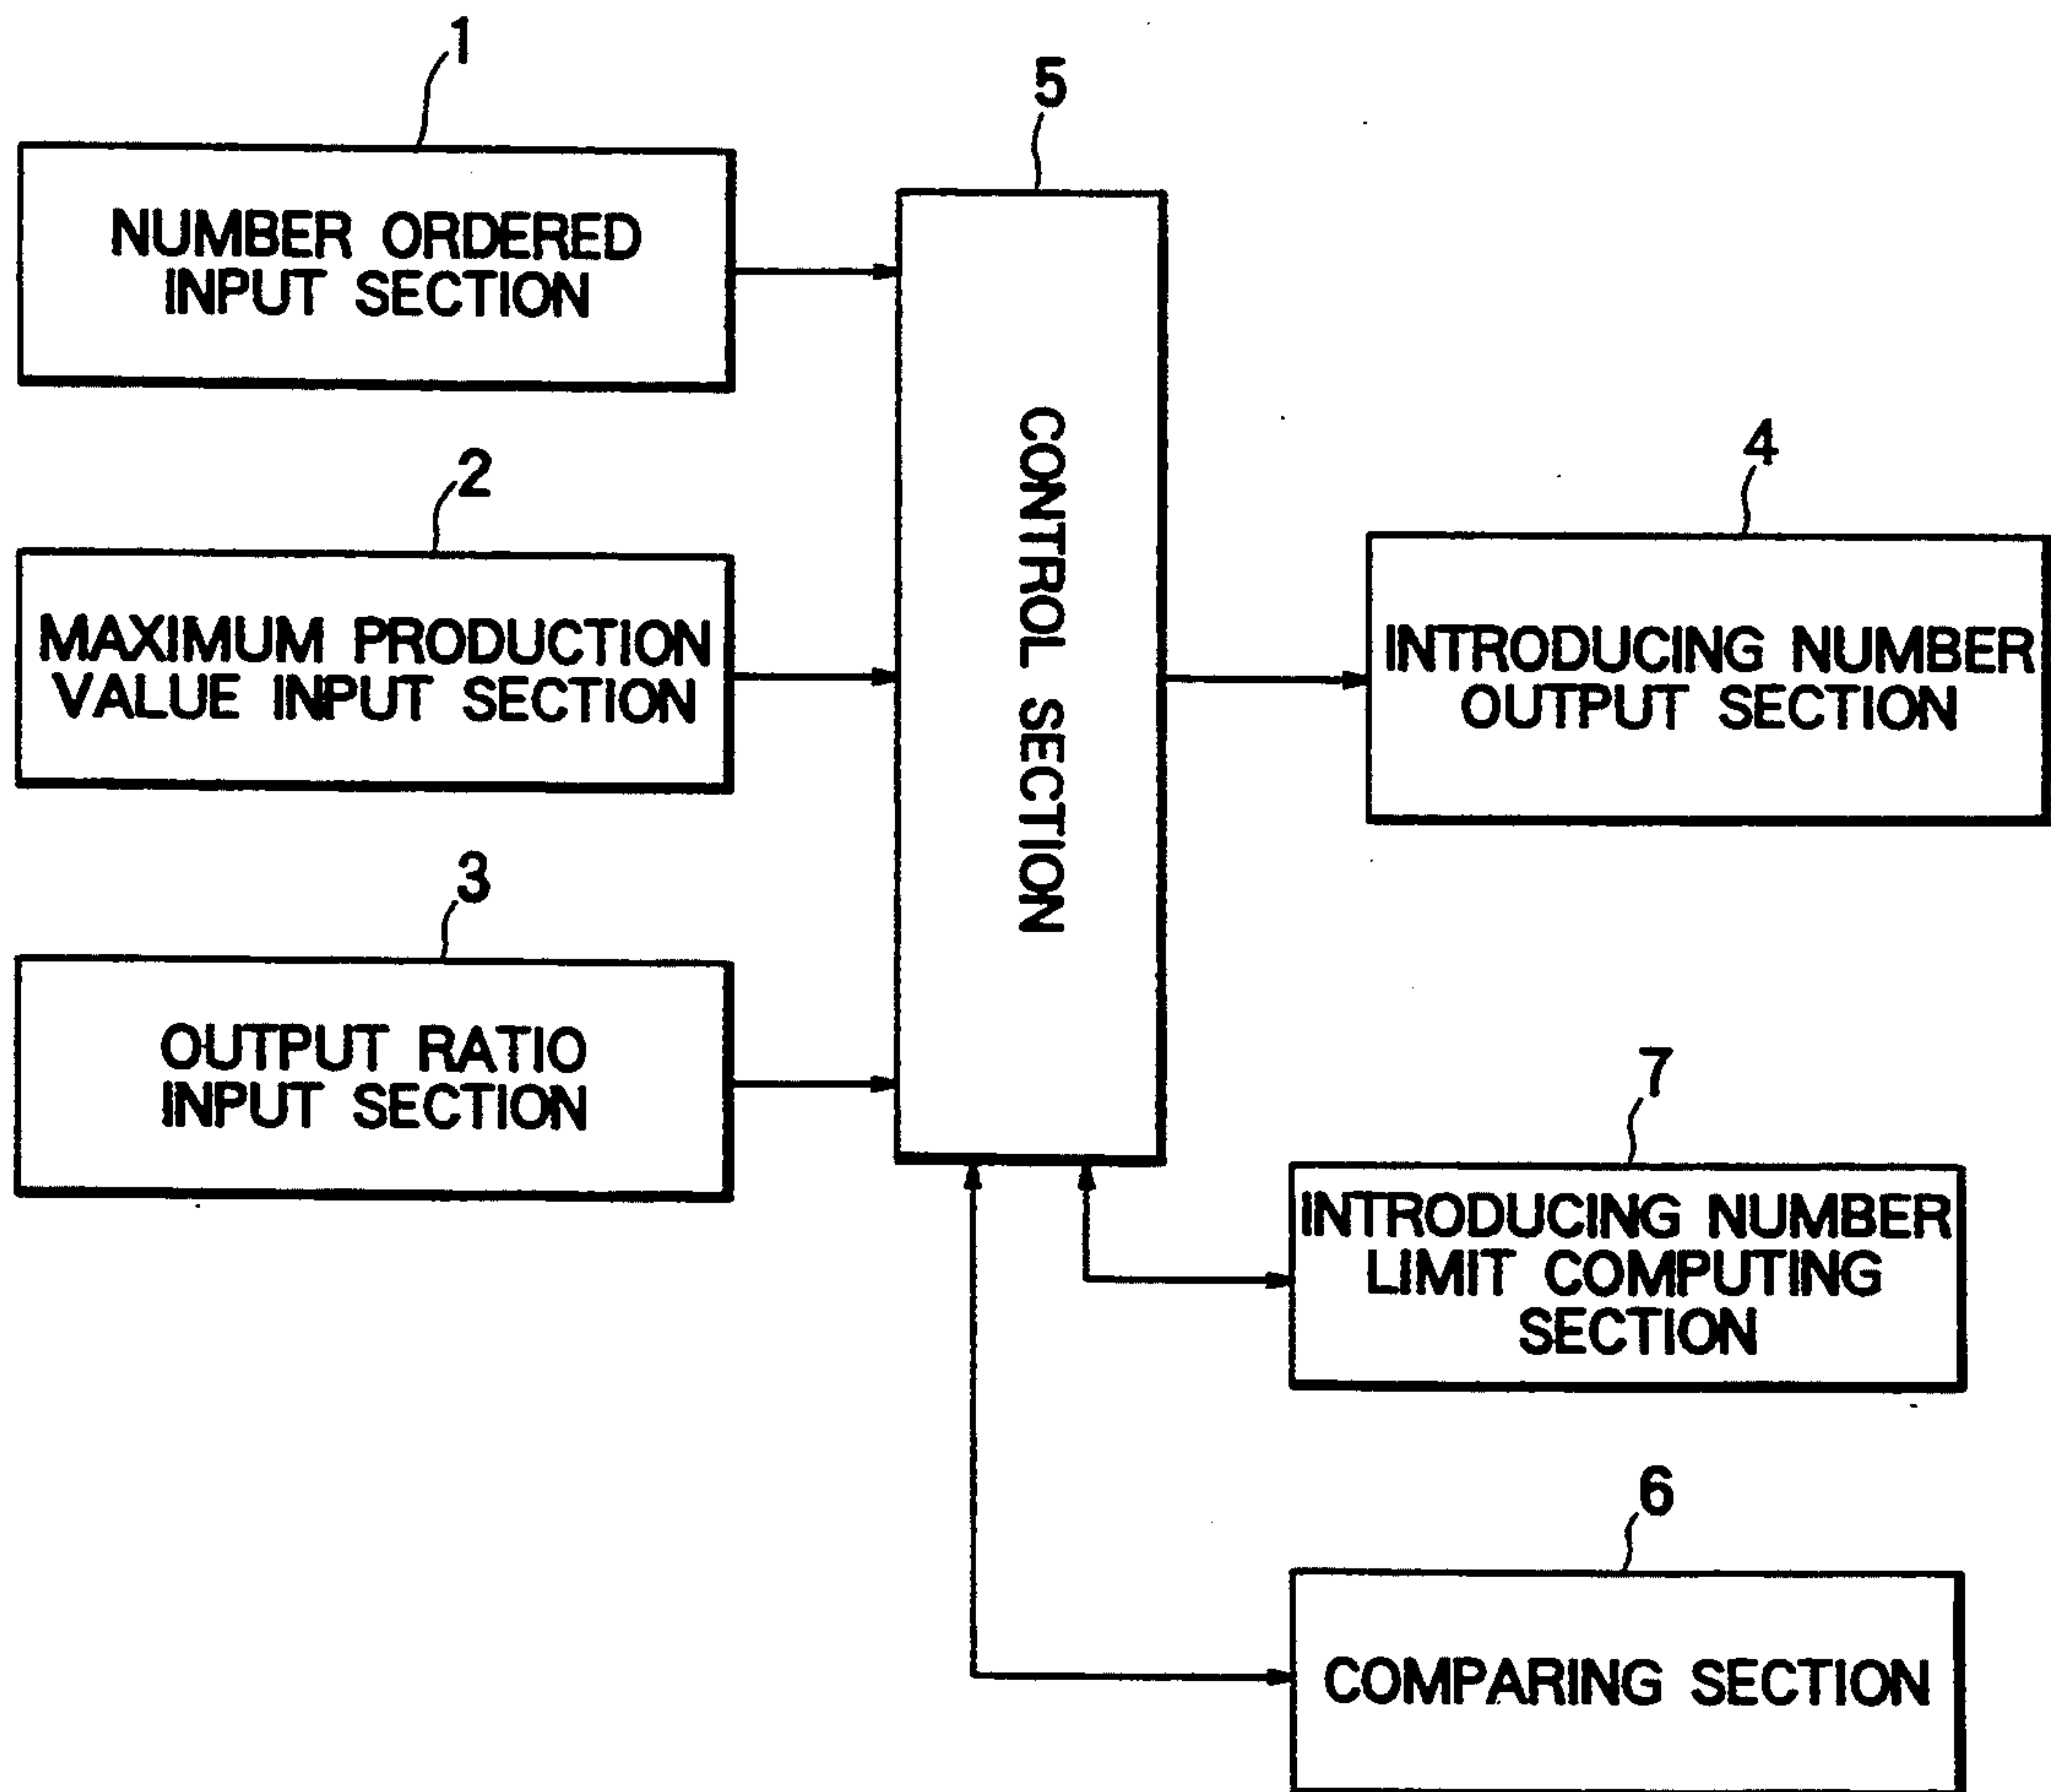 1
NUMBER ORDERED
INPUT SECTION
2
MAXIMUM PRODUCTION
VALUE INPUT SECTION
3
OUTPUT RATIO
INPUT SECTION
5
CONTROL SECTION
4
INTRODUCING NUMBER
OUTPUT SECTION
7
INTRODUCING NUMBER
LIMIT COMPUTING
SECTION
6
COMPARING SECTION